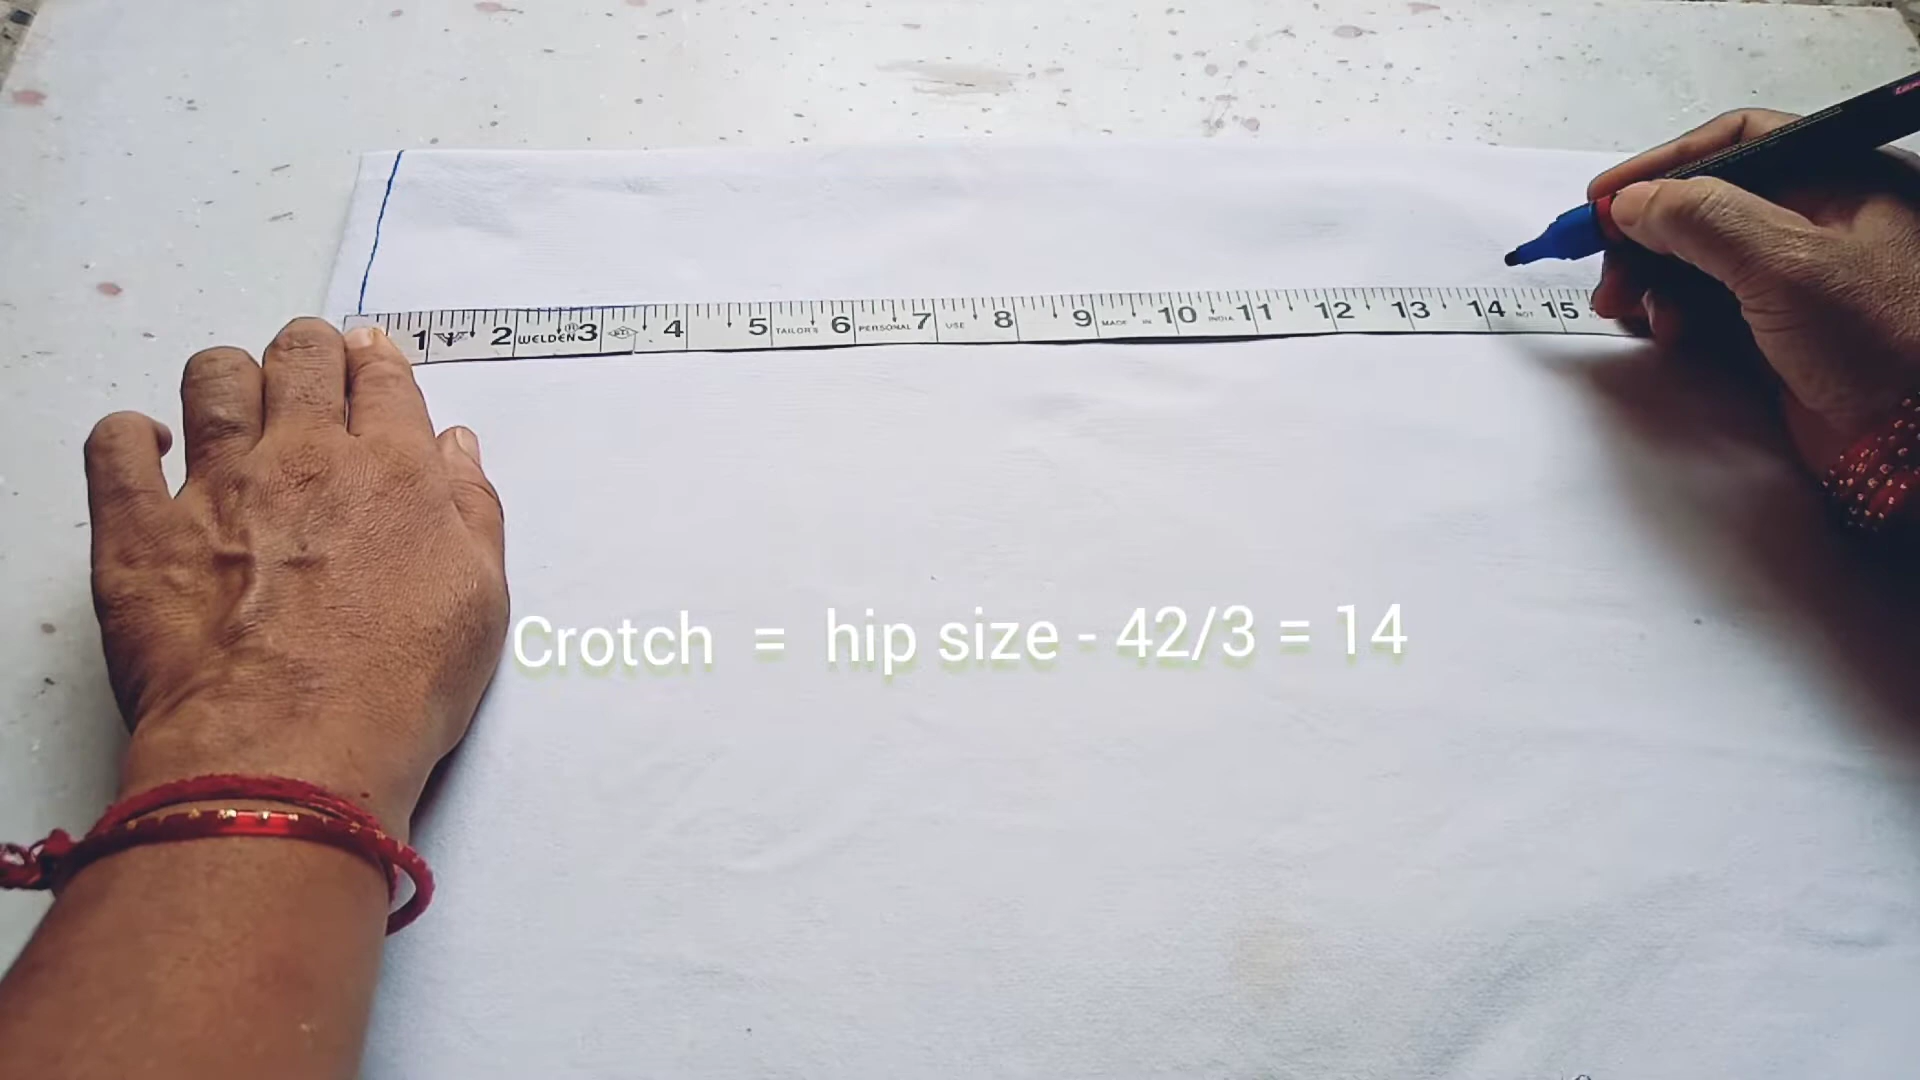 1 2 WELDEN 3 4 5 TAILORS 6 PERSONAL 7 USE 8 9 MADE IN 10 INDIA 11 12 13 14 NOT 15
Crotch = hip size - 42/3 = 14